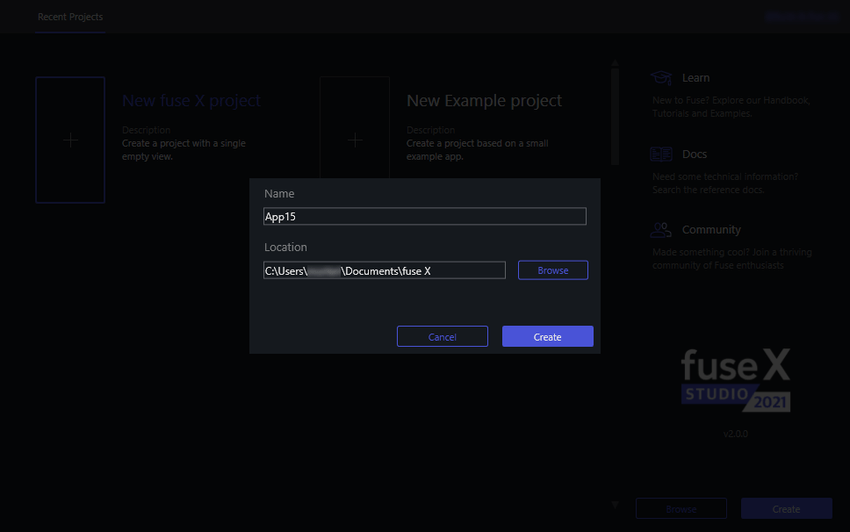 Recent Projects
New fuse X project
Description
Create a project with a single
empty view.
New Example project
Description
Create a project based on a small
example app.
Learn
New to Fuse? Explore our Handbook,
Tutorials and Examples.
Docs
Need some technical information?
Search the reference docs.
Community
Made something cool? Join a thriving
community of Fuse enthusiasts
Name
App15
Location
C:\Users\
\Documents\fuse X
Browse
Cancel
Create
fuse X
STUDIO
2021
v2.0.0
Browse
Create